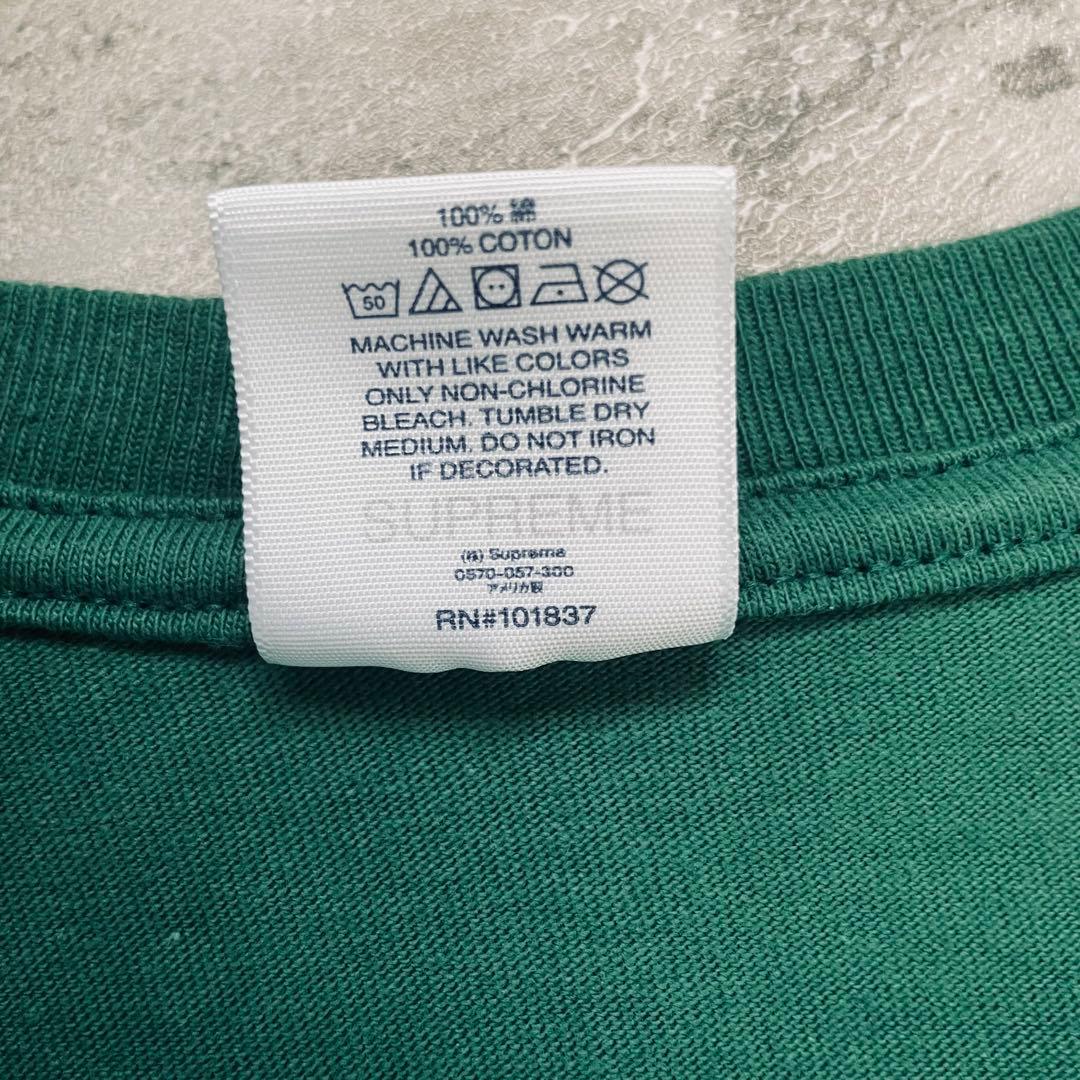 100% 綿
100% COTON
50
MACHINE WASH WARM
WITH LIKE COLORS
ONLY NON-CHLORINE
BLEACH. TUMBLE DRY
MEDIUM. DO NOT IRON
IF DECORATED.
SUPREME
(株) Supreme
0570-057-300
アメリカ製
RN#101837